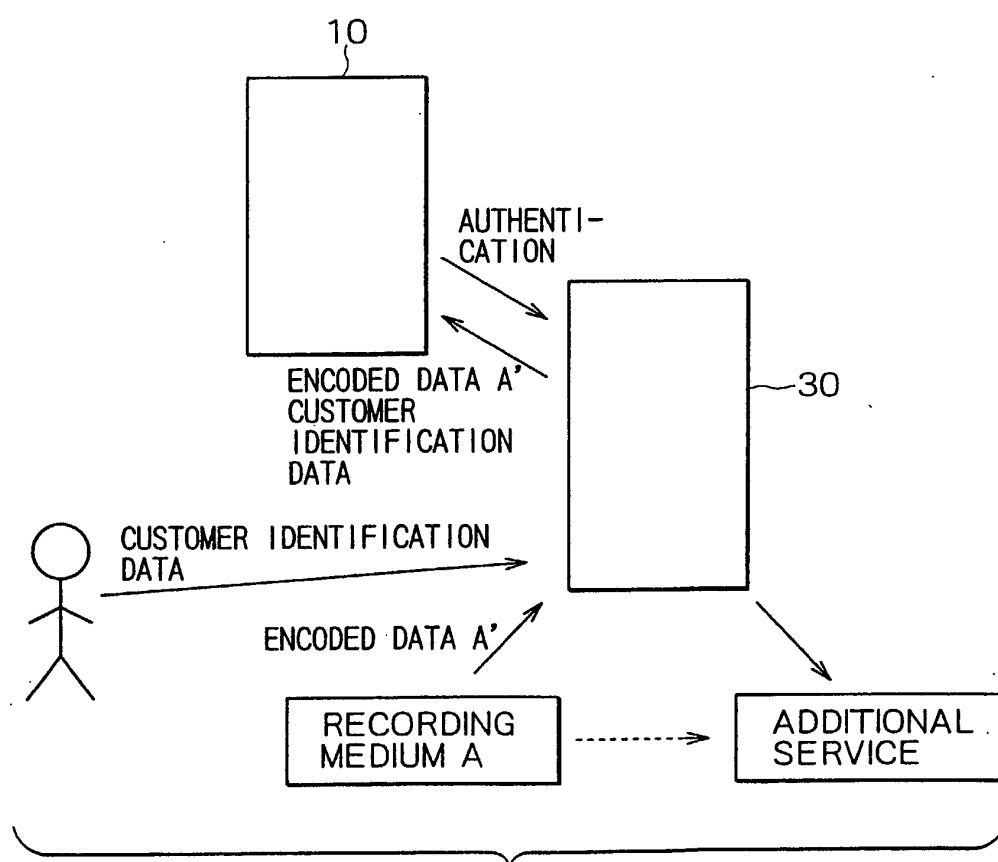 10
AUTHENTI-
CATION
30
ENCODED DATA A'
CUSTOMER
IDENTIFICATION
DATA
CUSTOMER IDENTIFICATION
DATA
ENCODED DATA A'
RECORDING
MEDIUM A
ADDITIONAL
SERVICE